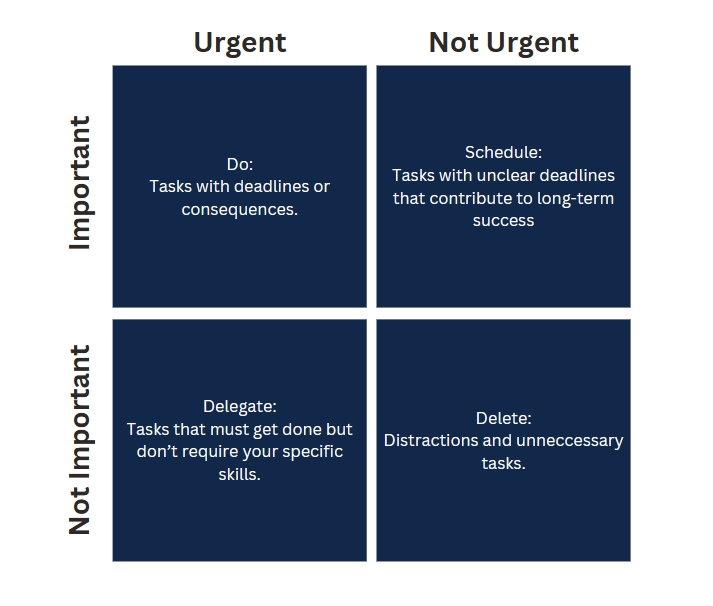 Urgent
Not Urgent
Important
Do:
Tasks with deadlines or
consequences.
Schedule:
Tasks with unclear deadlines
that contribute to long-term
success
Not Important
Delegate:
Tasks that must get done but
don’t require your specific
skills.
Delete:
Distractions and unneccessary
tasks.